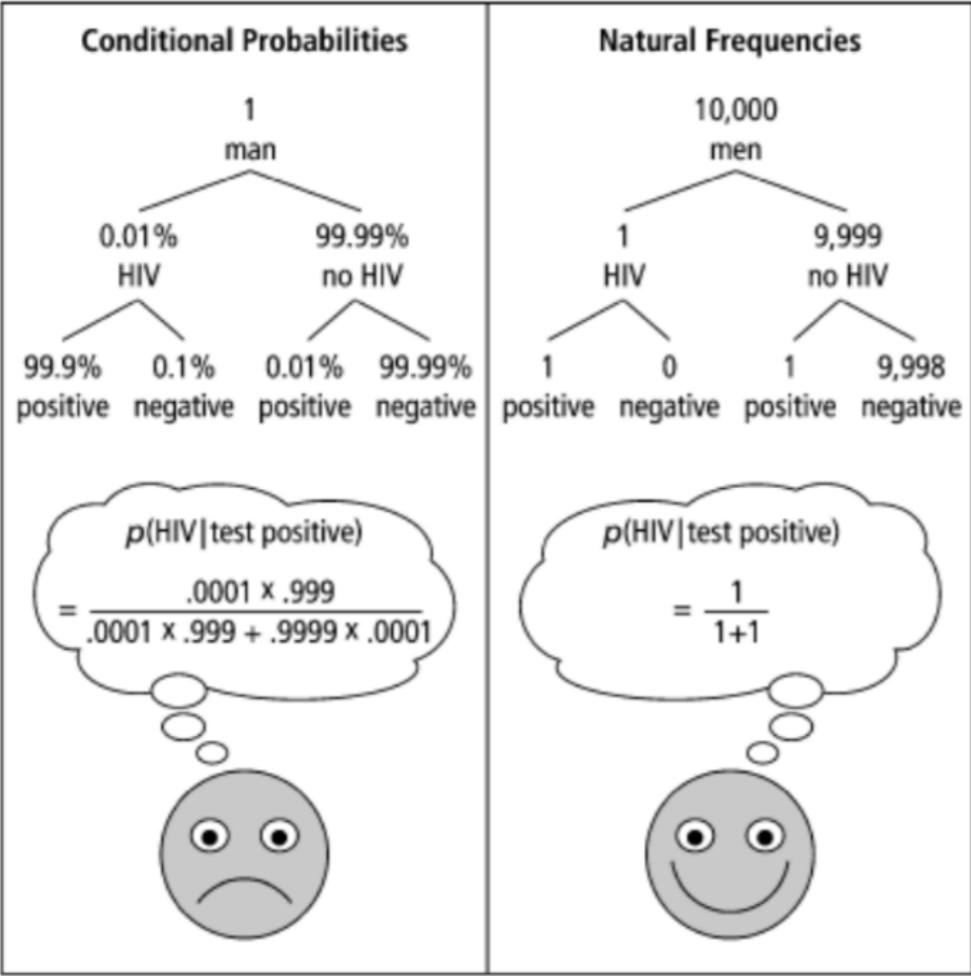 Conditional Probabilities
1
man
0.01% 99.99%
HIV no HIV
99.9% 0.1% 0.01% 99.99%
positive negative positive negative
p(HIV|test positive)
.0001 x .999
=
.0001 x .999 + .9999 x .0001
Natural Frequencies
10,000
men
1 9,999
HIV no HIV
1 0 1 9,998
positive negative positive negative
p(HIV|test positive)
1
=
1+1